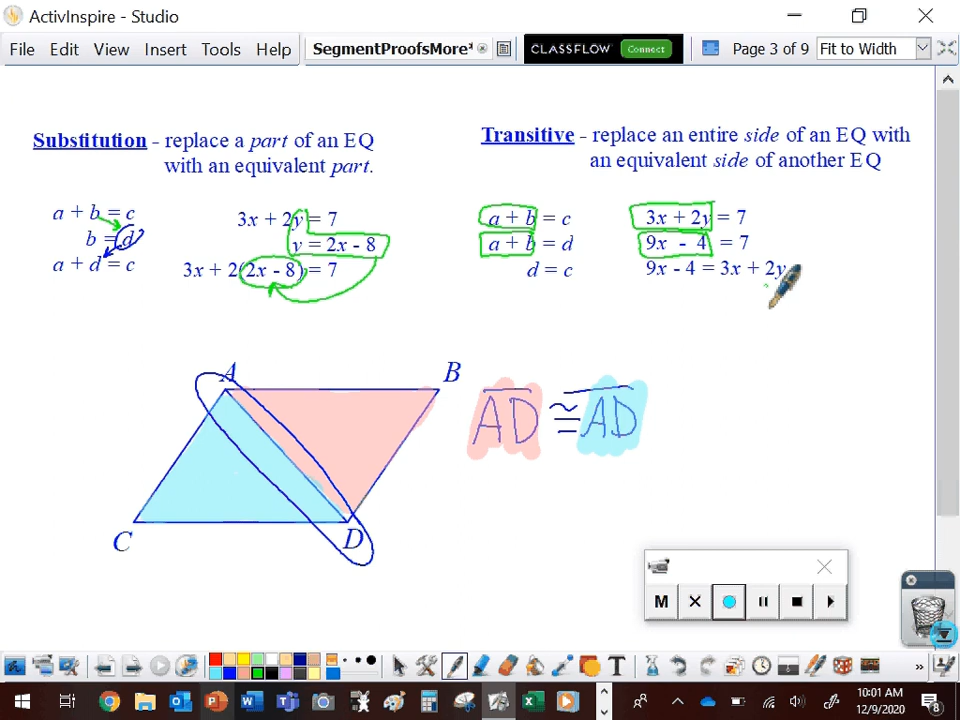 ActivInspire - Studio
File Edit View Insert Tools Help
SegmentProofsMore*
CLASSFLOW Connect
Page 3 of 9
Fit to Width
Substitution - replace a part of an EQ
with an equivalent part.
a + b = c
b = d
a + d = c
3x + 2y = 7
y = 2x - 8
3x + 2(2x - 8) = 7
Transitive - replace an entire side of an EQ with
an equivalent side of another EQ
a + b = c
a + b = d
d = c
3x + 2y = 7
9x - 4 = 7
9x - 4 = 3x + 2y
A
B
C
D
AD ≅ AD
M
T
10:01 AM
12/9/2020
8